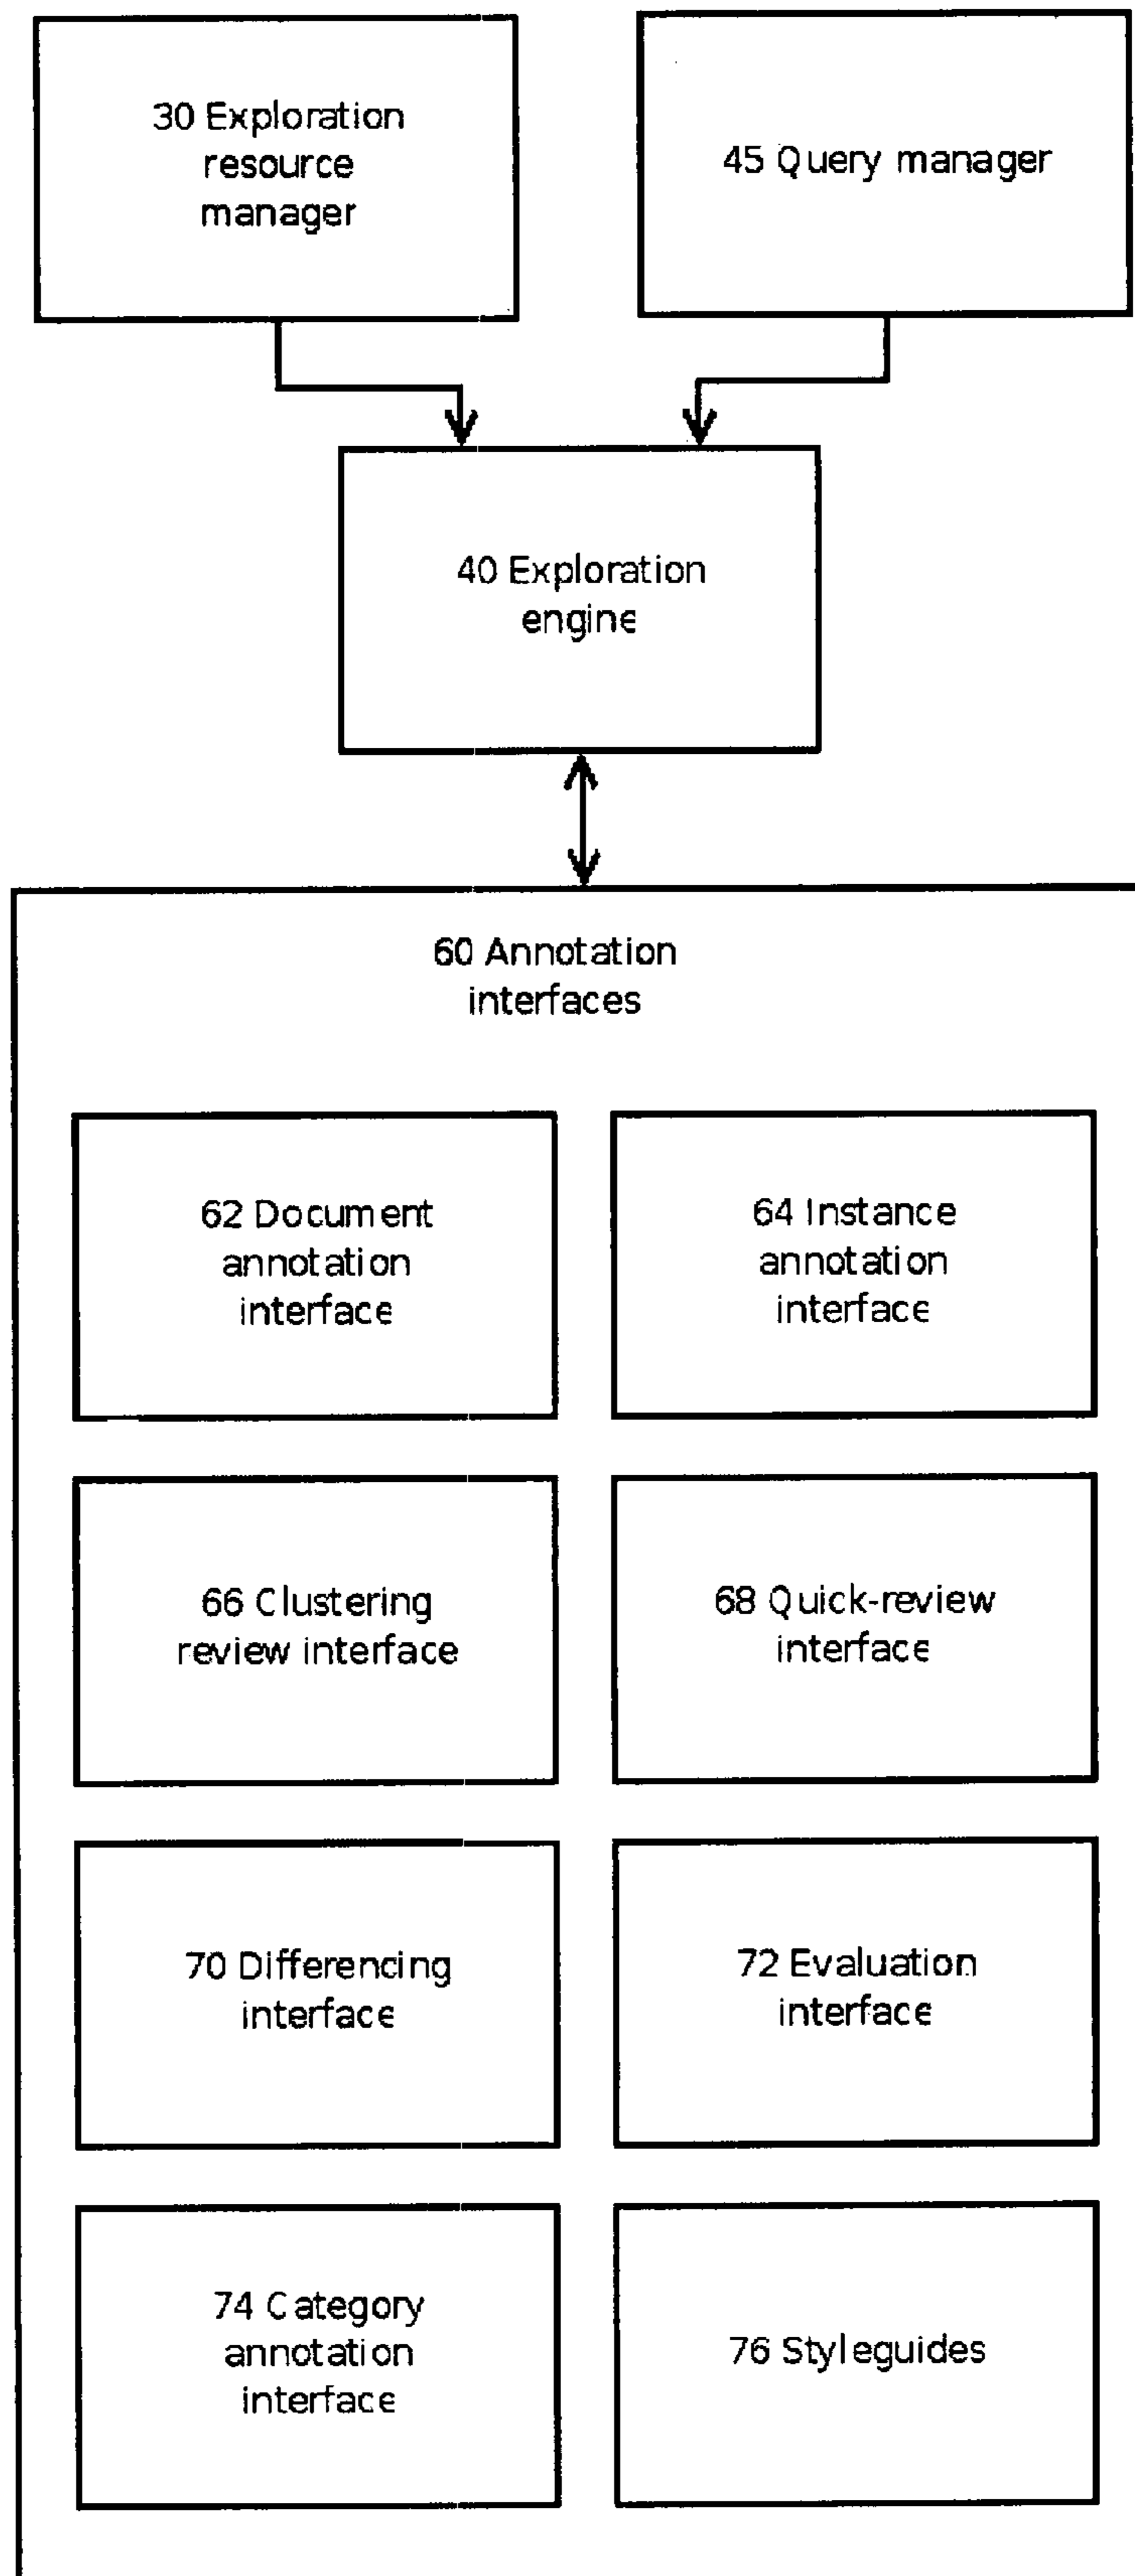 30 Exploration
resource
manager
45 Query manager
40 Exploration
engine
60 Annotation
interfaces
62 Document
annotation
interface
64 Instance
annotation
interface
66 Clustering
review interface
68 Quick-review
interface
70 Differencing
interface
72 Evaluation
interface
74 Category
annotation
interface
76 Styleguides